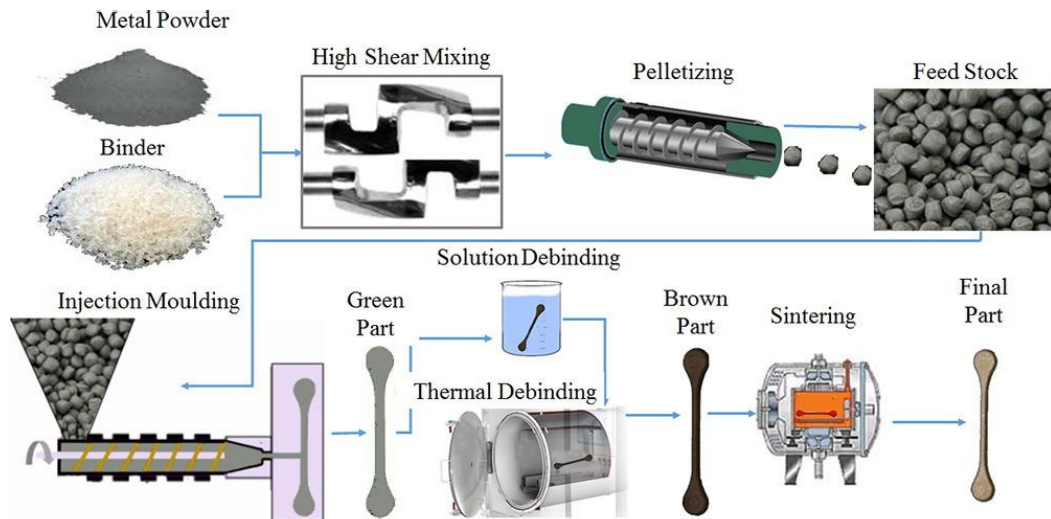 Metal Powder
High Shear Mixing
Pelletizing
Feed Stock
Binder
Solution Debinding
Injection Moulding
Green
Part
Brown
Part
Sintering
Final
Part
Thermal Debinding